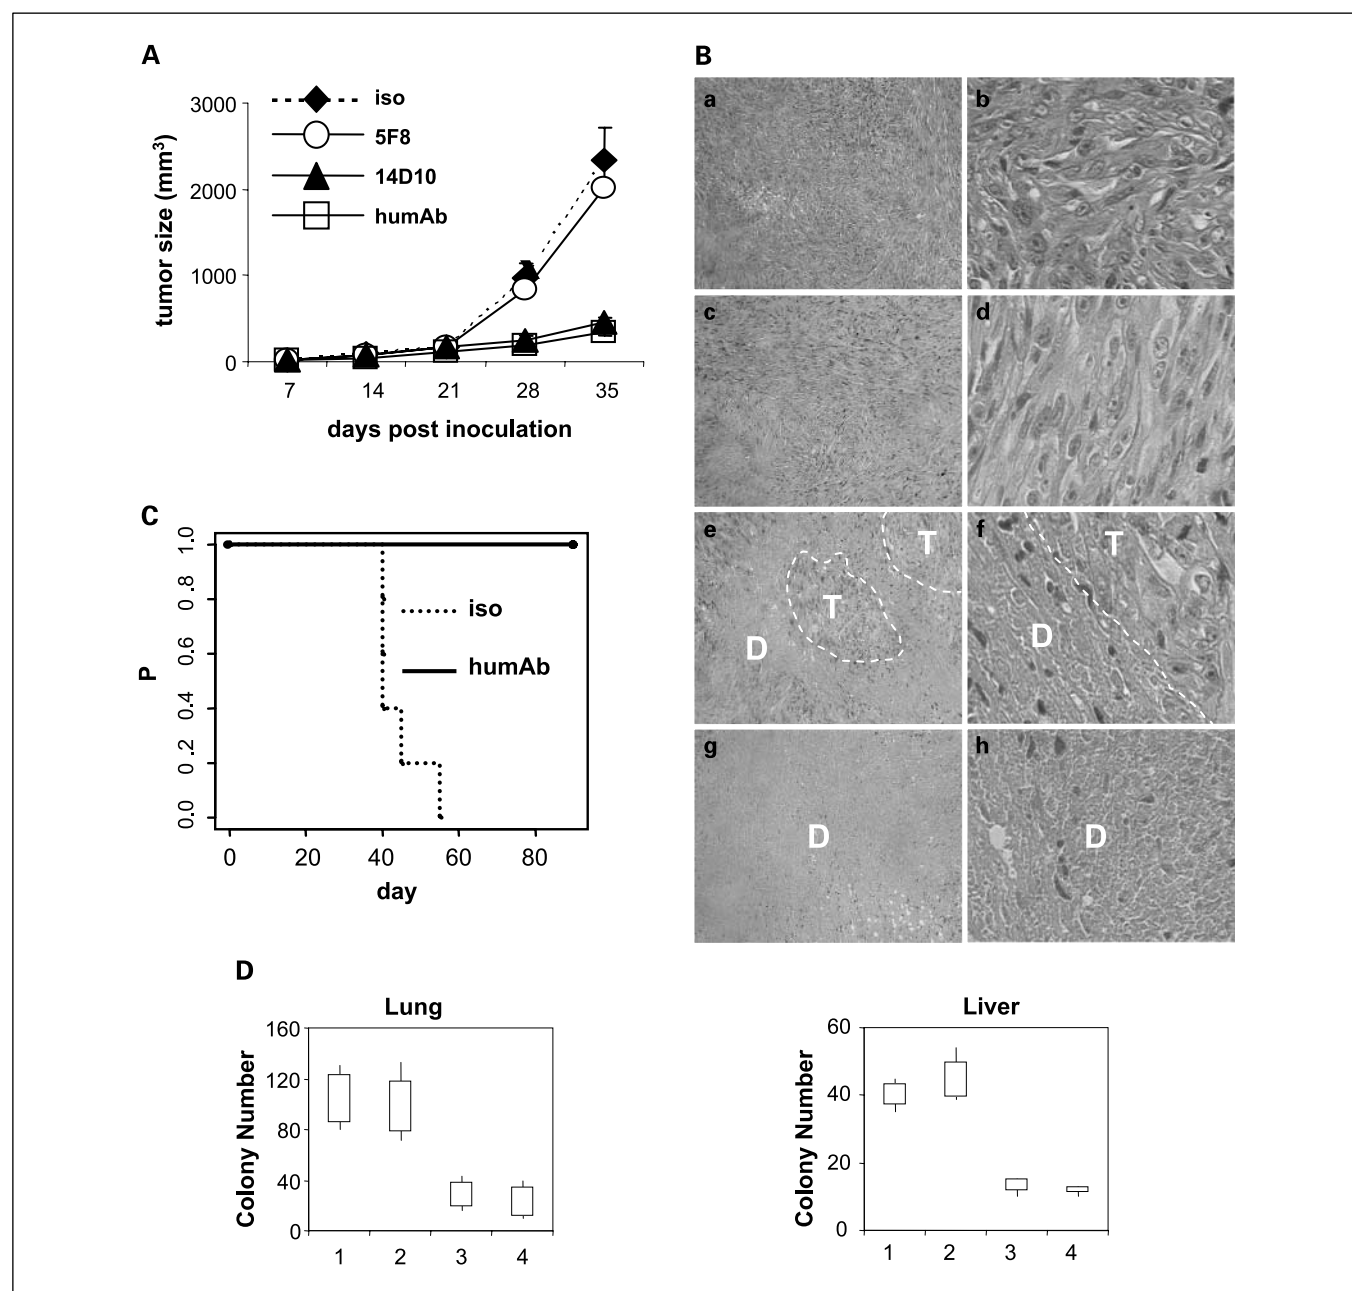 A
3000
2000
1000
0
tumor size (mm³)
iso
5F8
14D10
humAb
7 14 21 28 35
days post inoculation
B
a b
c d
e T T D
f T D
g D
h D
C
1.0
0.8
0.6
0.4
0.2
0.0
P
iso
humAb
0 20 40 60 80
day
D
Lung
160
120
80
40
0
Colony Number
1 2 3 4
Liver
60
40
20
0
Colony Number
1 2 3 4